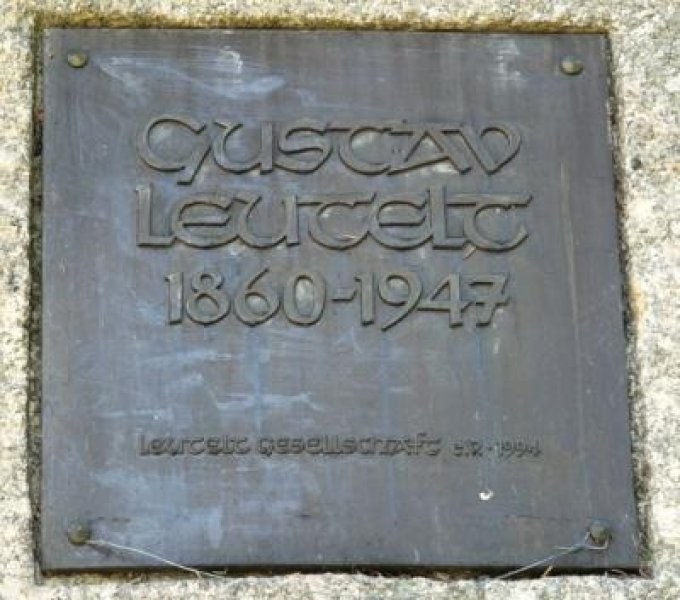 GUSTAV
LEUTELT
1860-1947
LEUTELT GESELLSCHAFT e.V. · 1994